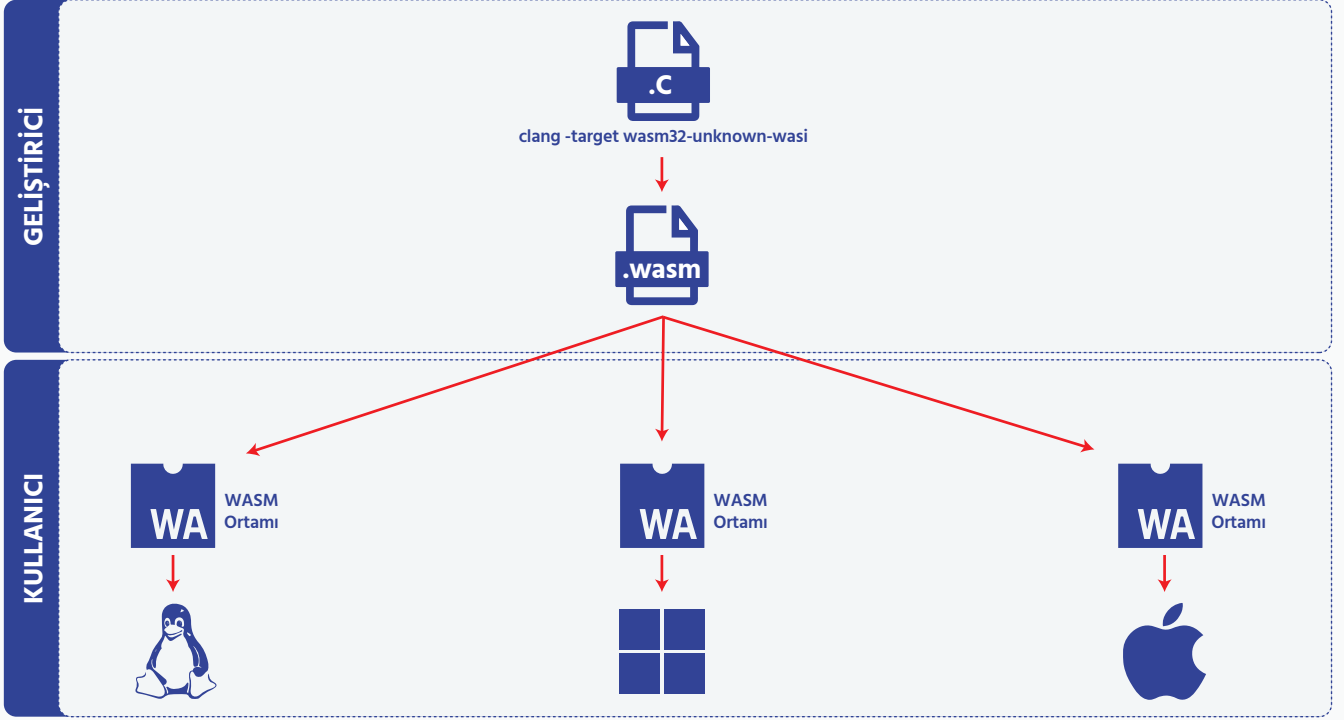 GELİŞTİRİCİ
.C
clang -target wasm32-unknown-wasi
.wasm
KULLANICI
WA
WASM
Ortamı
WA
WASM
Ortamı
WA
WASM
Ortamı